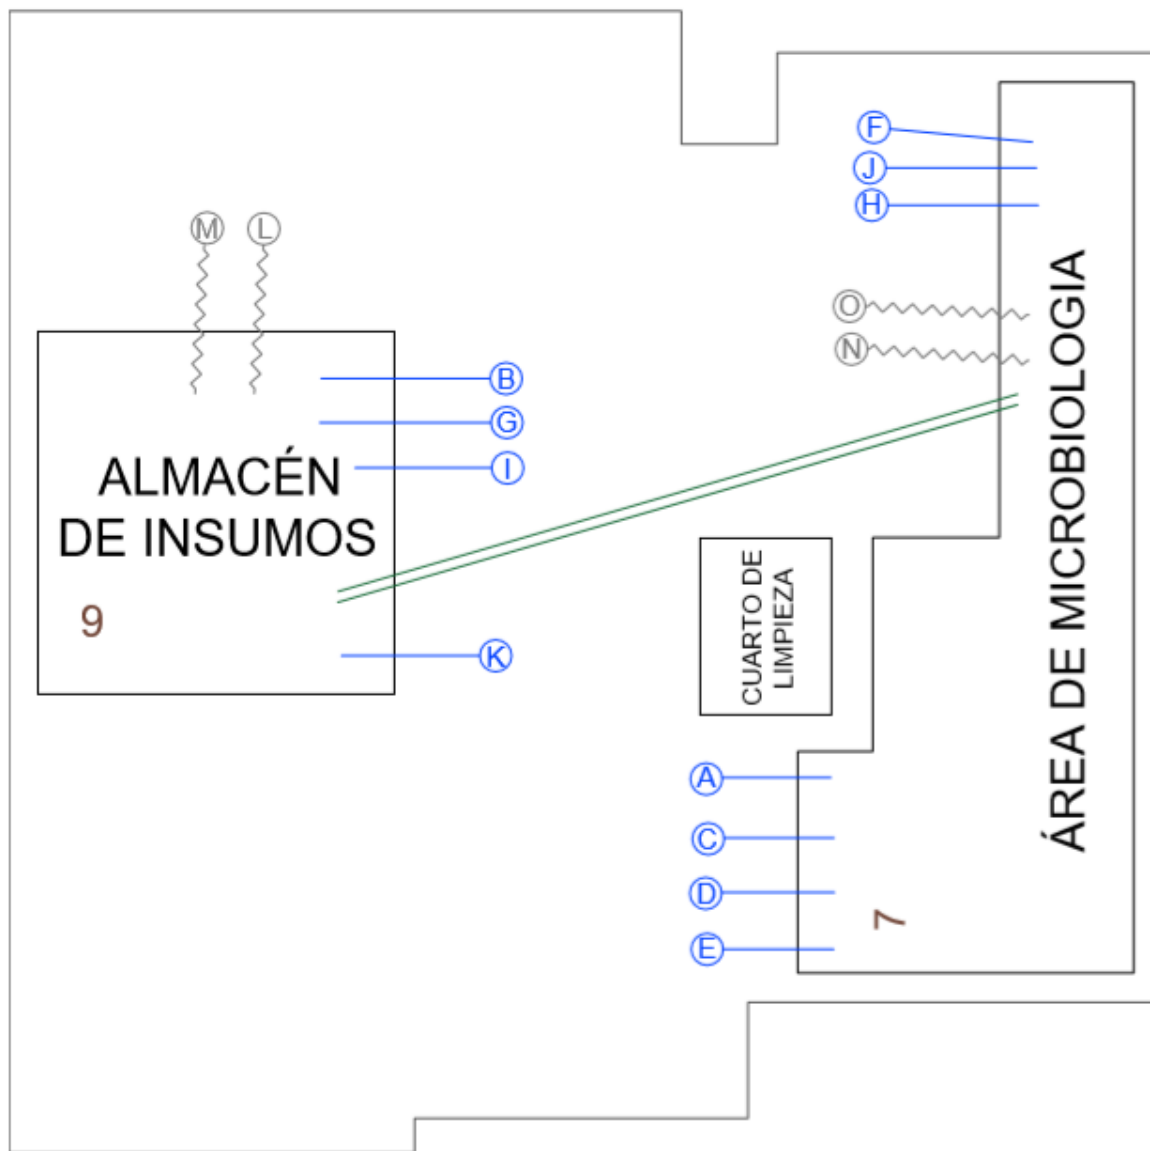 F
J
H
M
L
O
N
B
G
I
ALMACÉN
DE INSUMOS
9
K
CUARTO DE
LIMPIEZA
ÁREA DE MICROBIOLOGIA
A
C
D
7
E